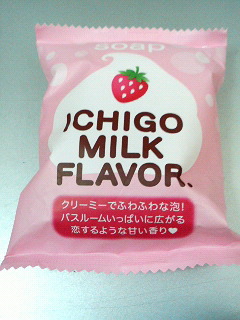 soap
ICHIGO
MILK
FLAVOR.
クリーミーでふわふわな泡!
バスルームいっぱいに広がる
恋するような甘い香り♥